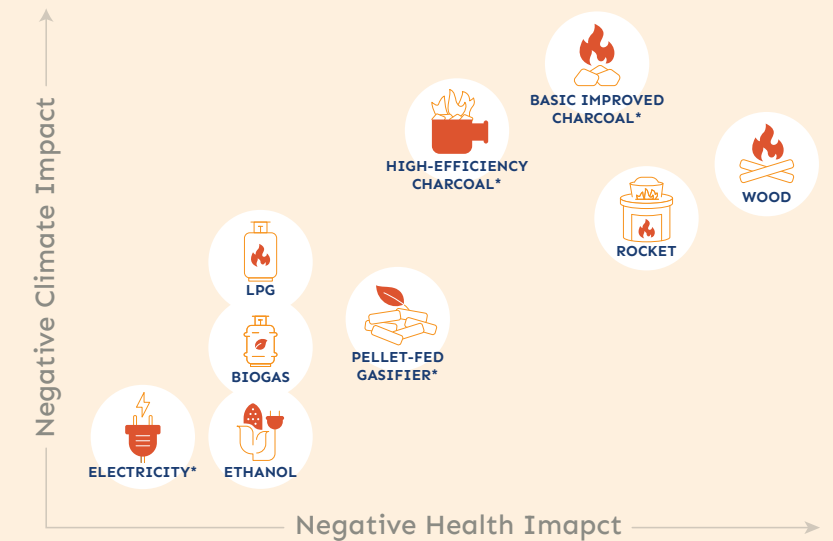 Negative Climate Impact
BASIC IMPROVED
CHARCOAL*
HIGH-EFFICIENCY
CHARCOAL*
WOOD
ROCKET
LPG
PELLET-FED
GASIFIER*
BIOGAS
ELECTRICITY*
ETHANOL
Negative Health Imapct